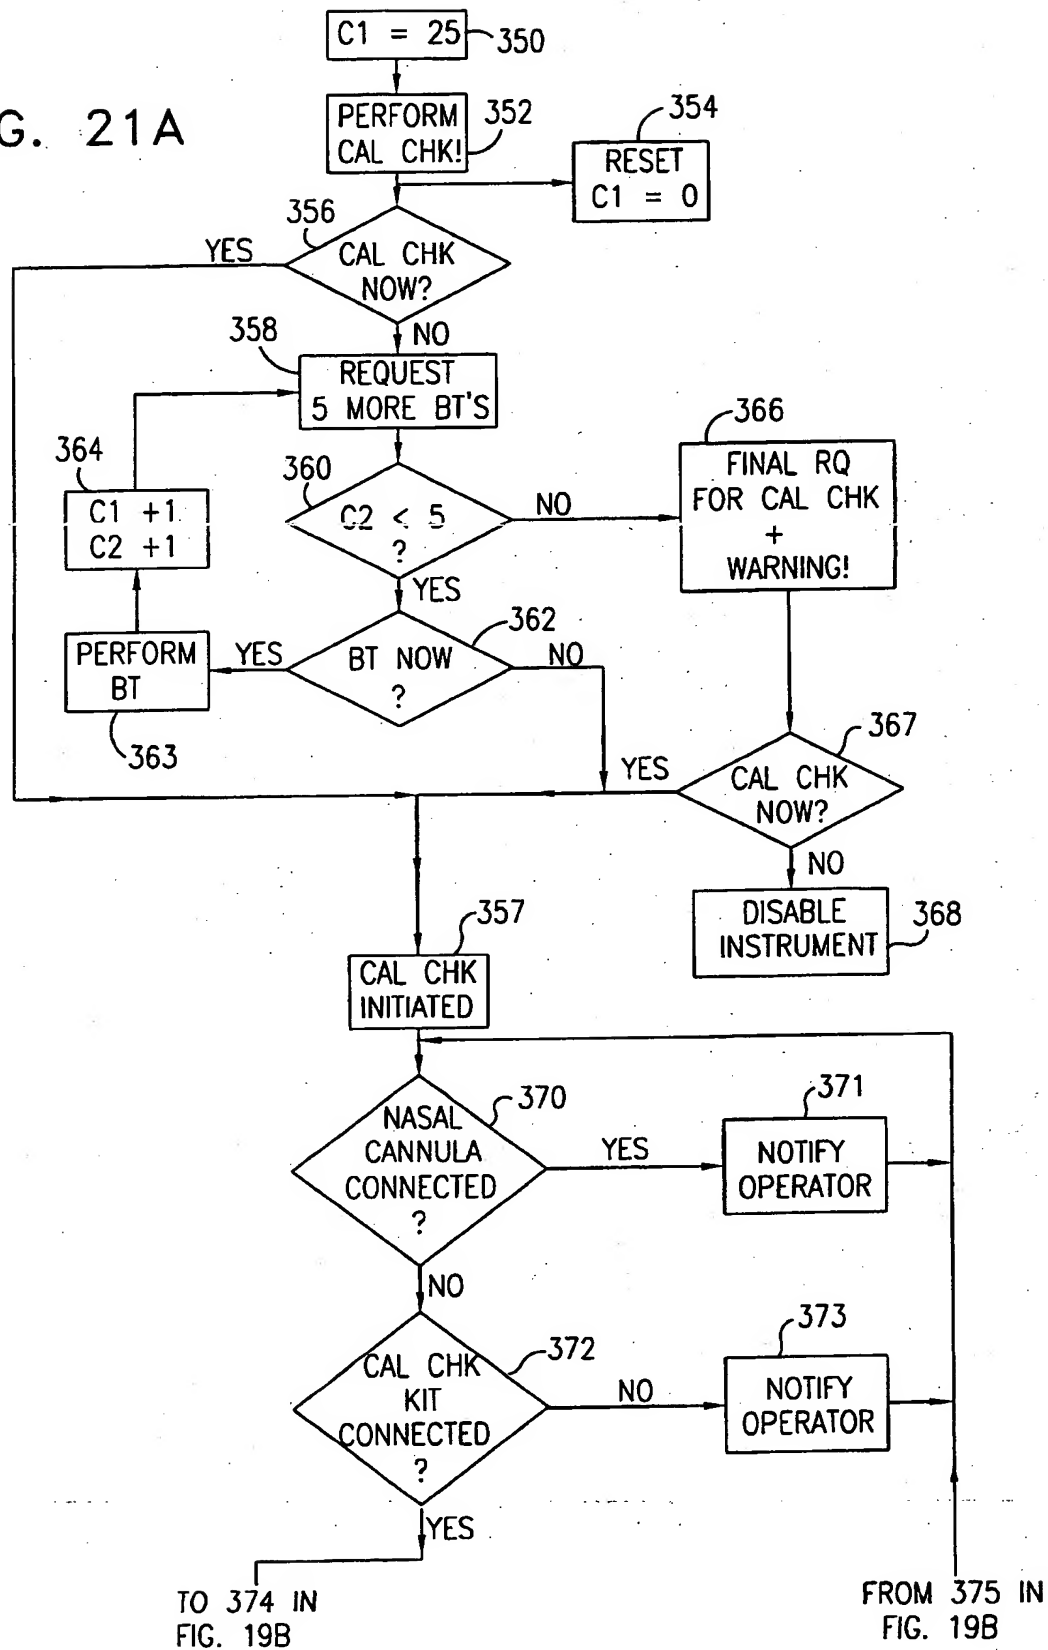 C1 = 25
350
G. 21A
PERFORM
CAL CHK!
352
354
RESET
C1 = 0
356
YES
CAL CHK
NOW?
NO
358
REQUEST
5 MORE BT'S
366
FINAL RQ
FOR CAL CHK
+
WARNING!
364
C1 +1
C2 +1
360
C2 < 5
?
NO
YES
362
BT NOW
?
YES
NO
PERFORM
BT
363
367
YES
CAL CHK
NOW?
NO
DISABLE
INSTRUMENT
368
357
CAL CHK
INITIATED
370
NASAL
CANNULA
CONNECTED
?
YES
371
NOTIFY
OPERATOR
NO
372
CAL CHK
KIT
CONNECTED
?
NO
373
NOTIFY
OPERATOR
YES
TO 374 IN
FIG. 19B
FROM 375 IN
FIG. 19B